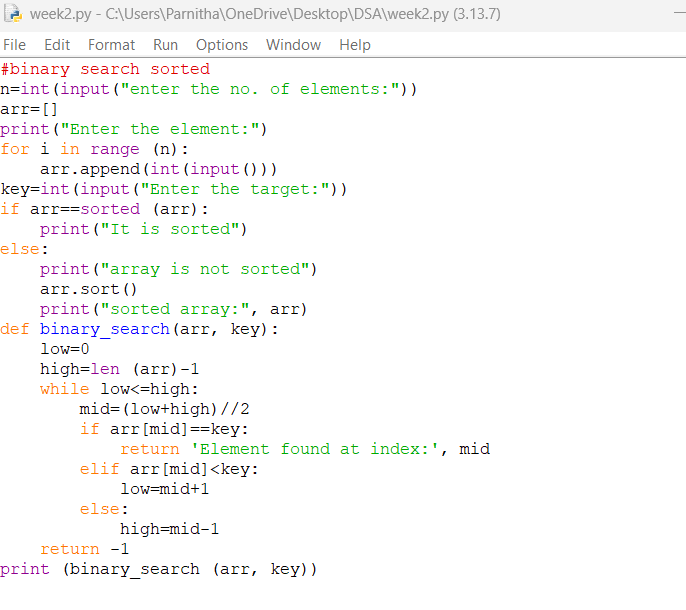 week2.py - C:\Users\Parnitha\OneDrive\Desktop\DSA\week2.py (3.13.7)
File Edit Format Run Options Window Help
#binary search sorted
n=int(input("enter the no. of elements:"))
arr=[]
print("Enter the element:")
for i in range (n):
    arr.append(int(input()))
key=int(input("Enter the target:"))
if arr==sorted (arr):
    print("It is sorted")
else:
    print("array is not sorted")
    arr.sort()
    print("sorted array:", arr)
def binary_search(arr, key):
    low=0
    high=len (arr)-1
    while low<=high:
        mid=(low+high)//2
        if arr[mid]==key:
            return 'Element found at index:', mid
        elif arr[mid]<key:
            low=mid+1
        else:
            high=mid-1
    return -1
print (binary_search (arr, key))